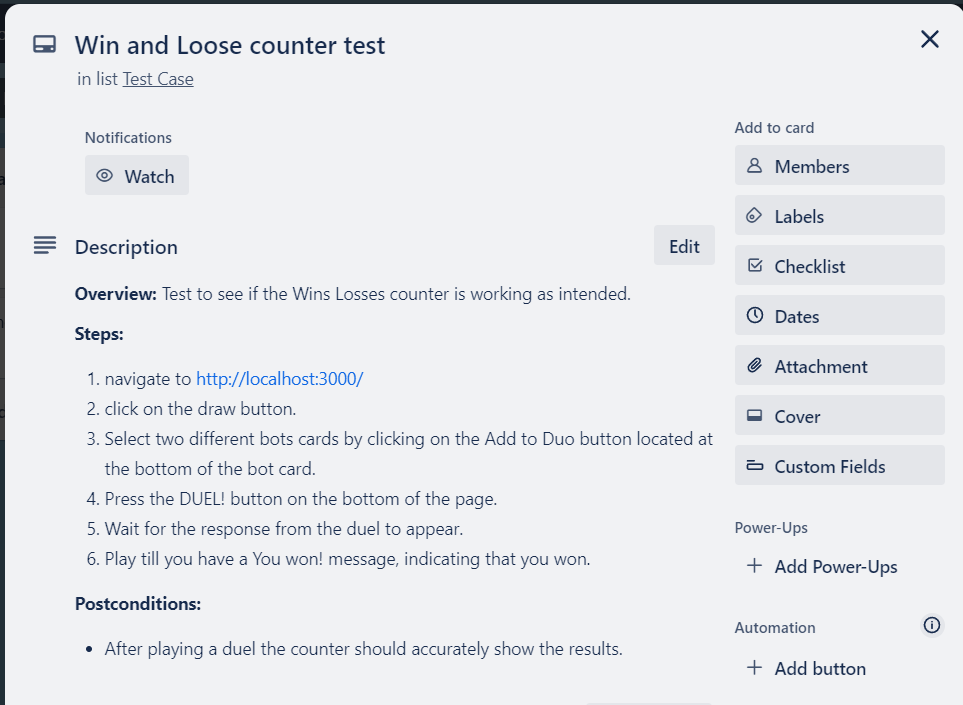 Win and Loose counter test
in list Test Case
Notifications
Watch
Description
Edit
Overview: Test to see if the Wins Losses counter is working as intended.
Steps:
1. navigate to http://localhost:3000/
2. click on the draw button.
3. Select two different bots cards by clicking on the Add to Duo button located at
the bottom of the bot card.
4. Press the DUEL! button on the bottom of the page.
5. Wait for the response from the duel to appear.
6. Play till you have a You won! message, indicating that you won.
Postconditions:
• After playing a duel the counter should accurately show the results.
Add to card
Members
Labels
Checklist
Dates
Attachment
Cover
Custom Fields
Power-Ups
+ Add Power-Ups
Automation
+ Add button